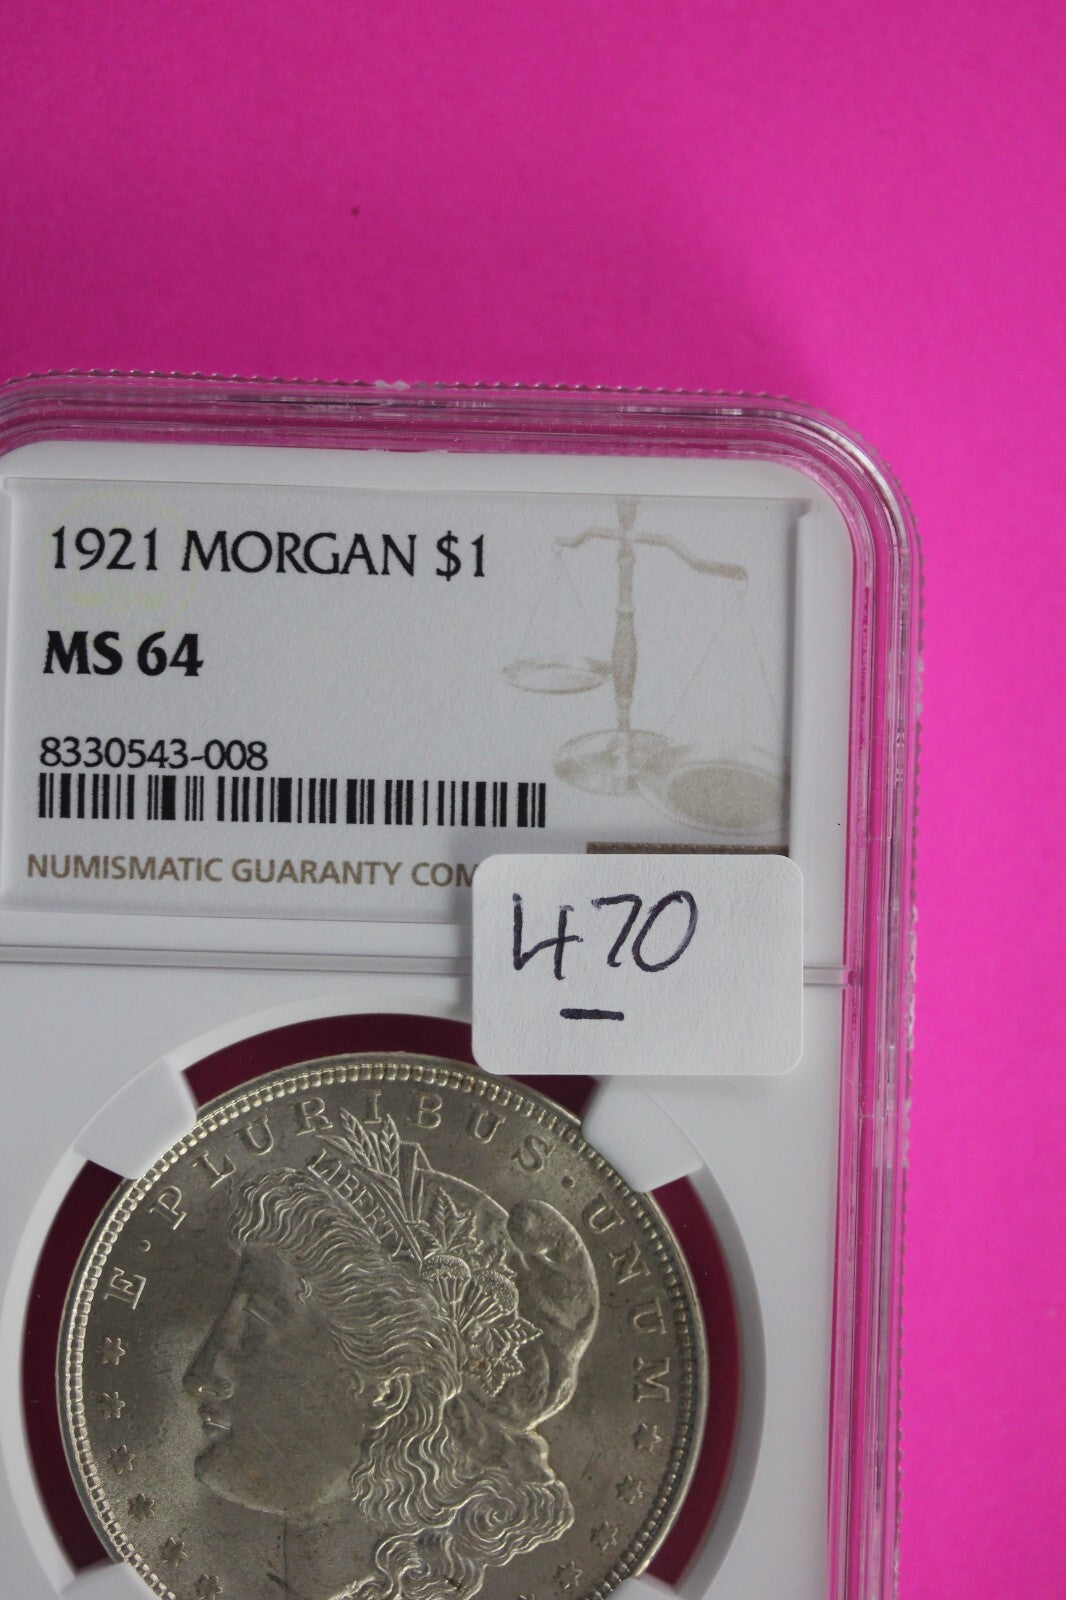 1921 MORGAN $1
MS 64
8330543-008
NUMISMATIC GUARANTY COM
470
E · PLURIBUS · UNUM
LIBERTY